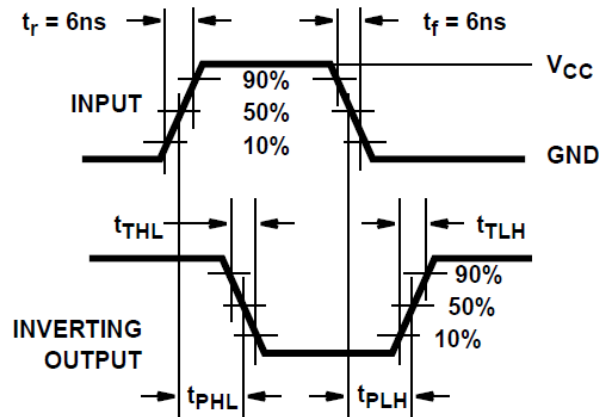 tr = 6ns
tf = 6ns
VCC
90%
INPUT
50%
10%
GND
tTHL
tTLH
90%
50%
INVERTING
10%
OUTPUT
tPHL
tPLH